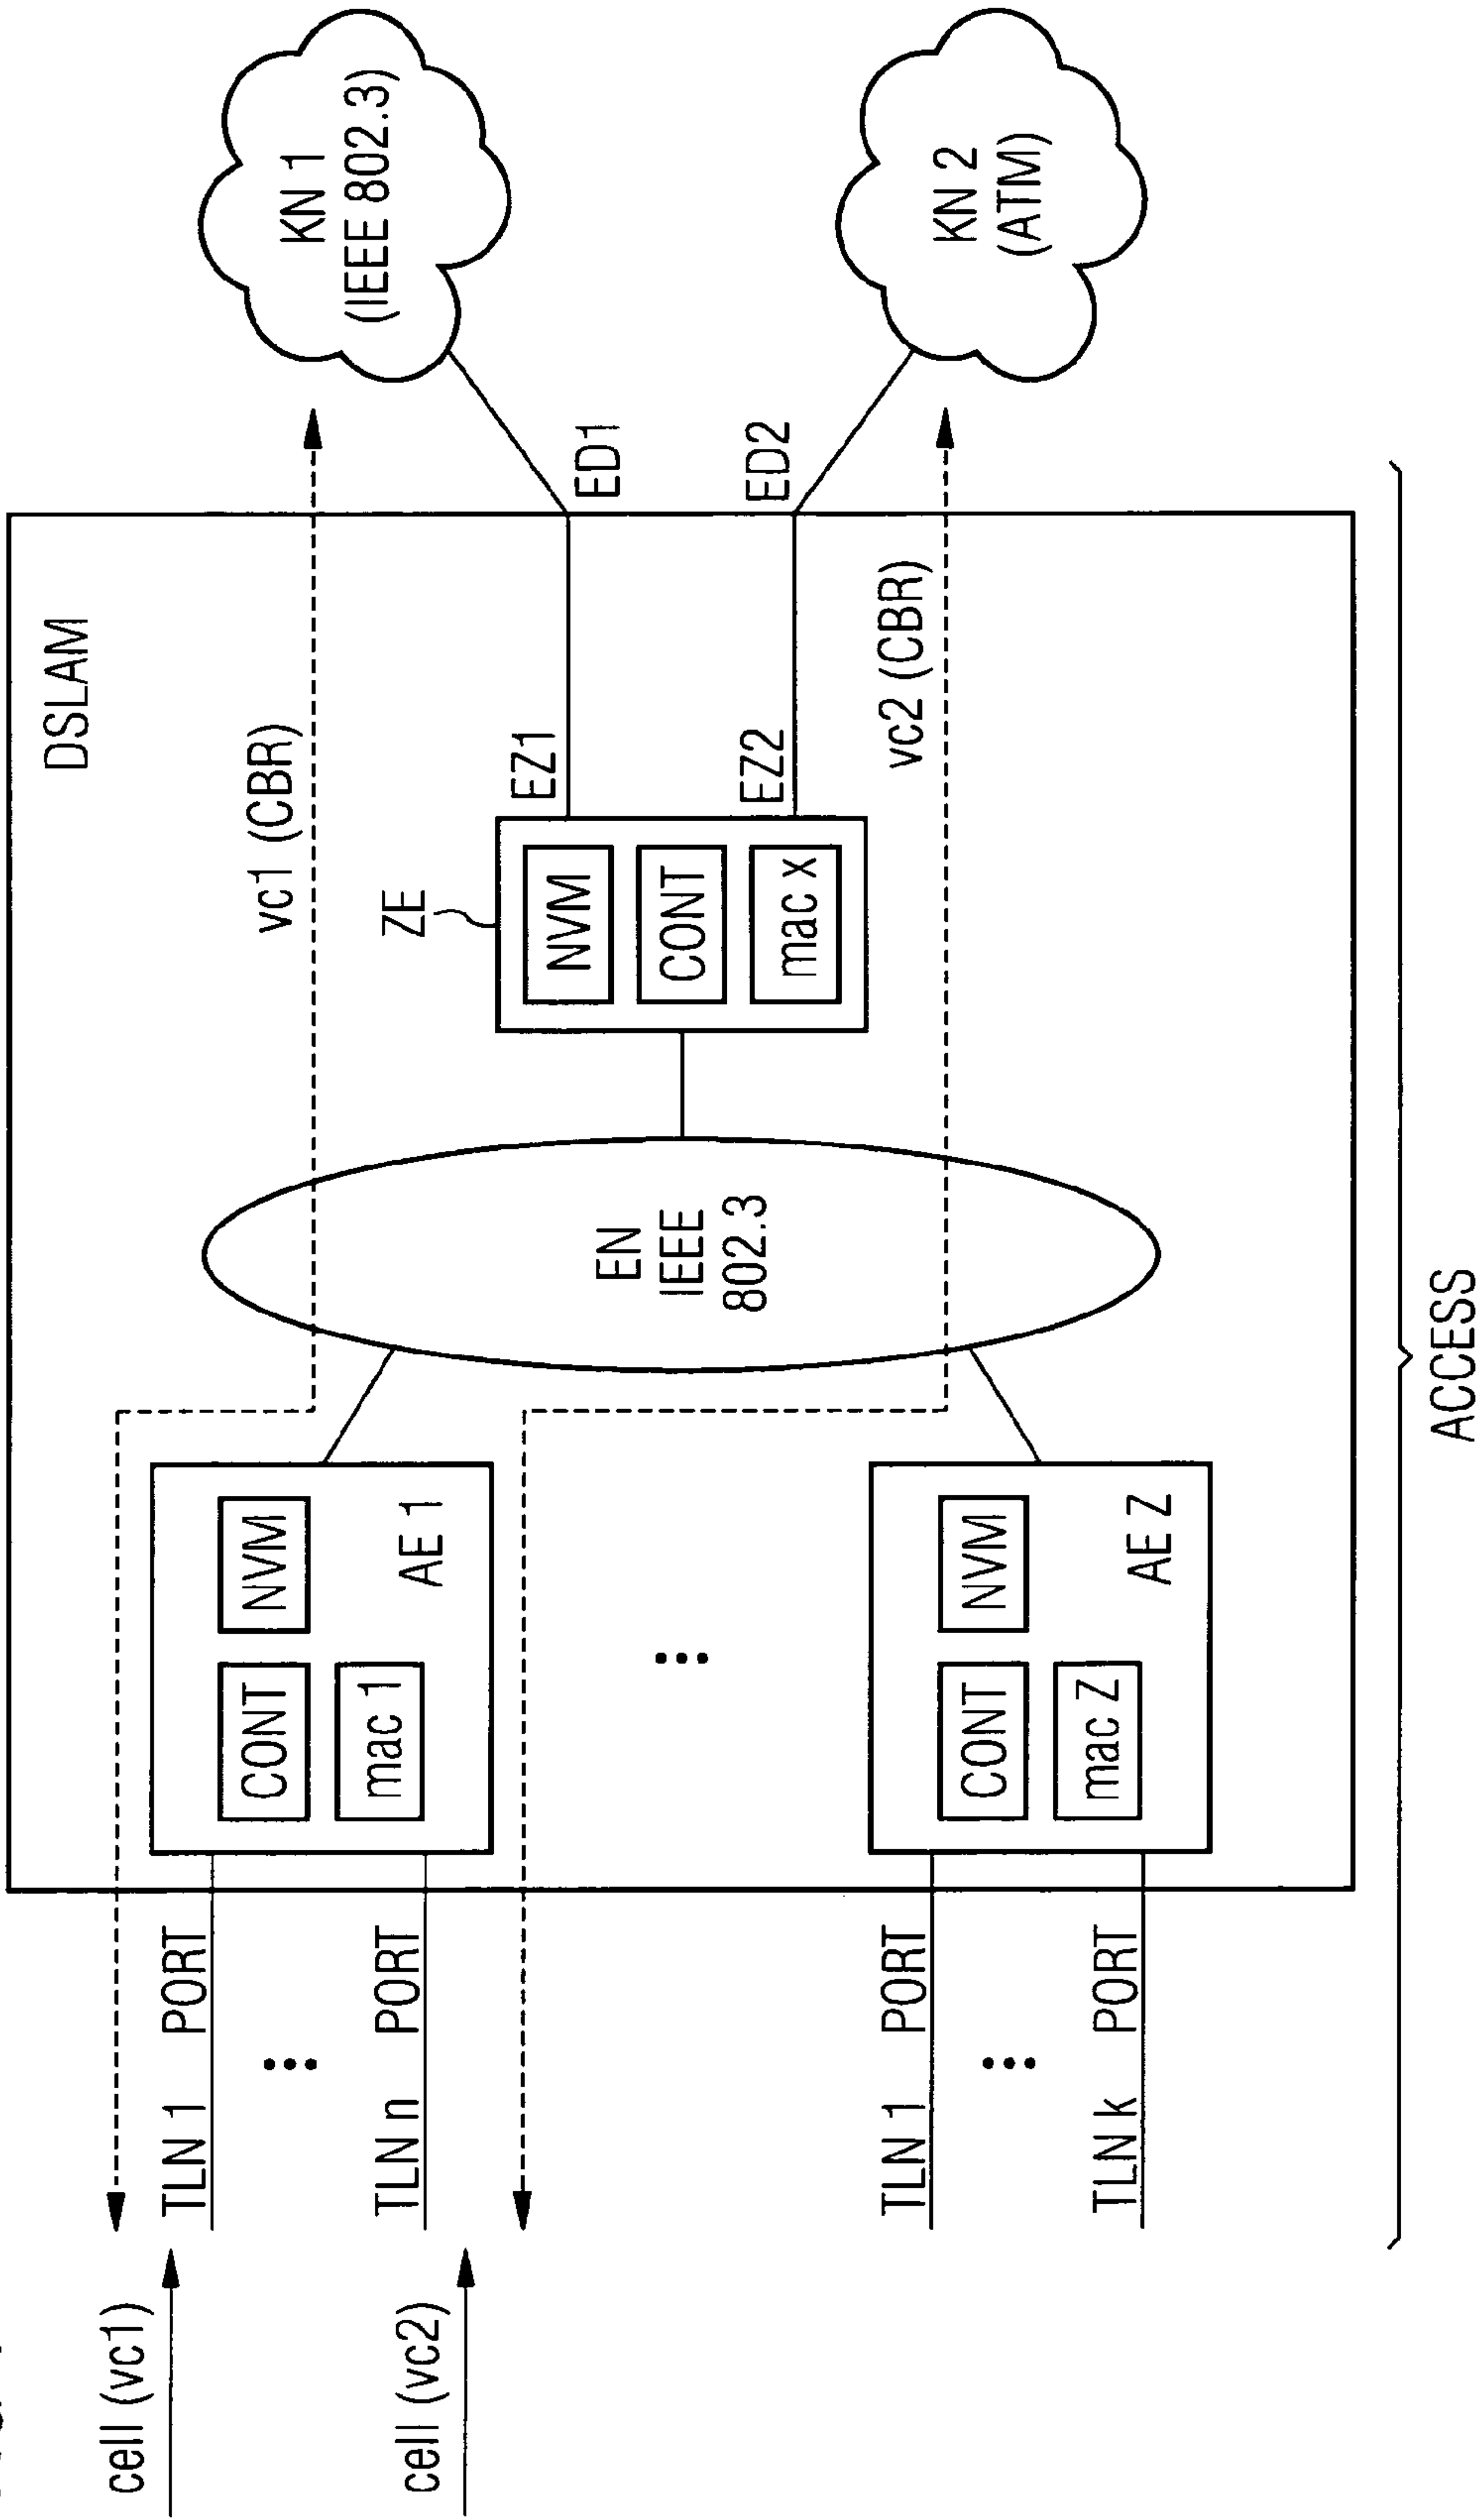 cell (vc1)
cell (vc2)
TLN 1 PORT
TLN n PORT
TLN 1 PORT
TLN k PORT
DSLAM
CONT
NVM
mac 1
AE 1
CONT
NVM
mac Z
AE Z
EN
IEEE
802.3
vc1 (CBR)
ZE
NVM
CONT
mac x
EZ1
EZ2
vc2 (CBR)
ED1
ED2
KN 1
(IEEE 802.3)
KN 2
(ATM)
ACCESS